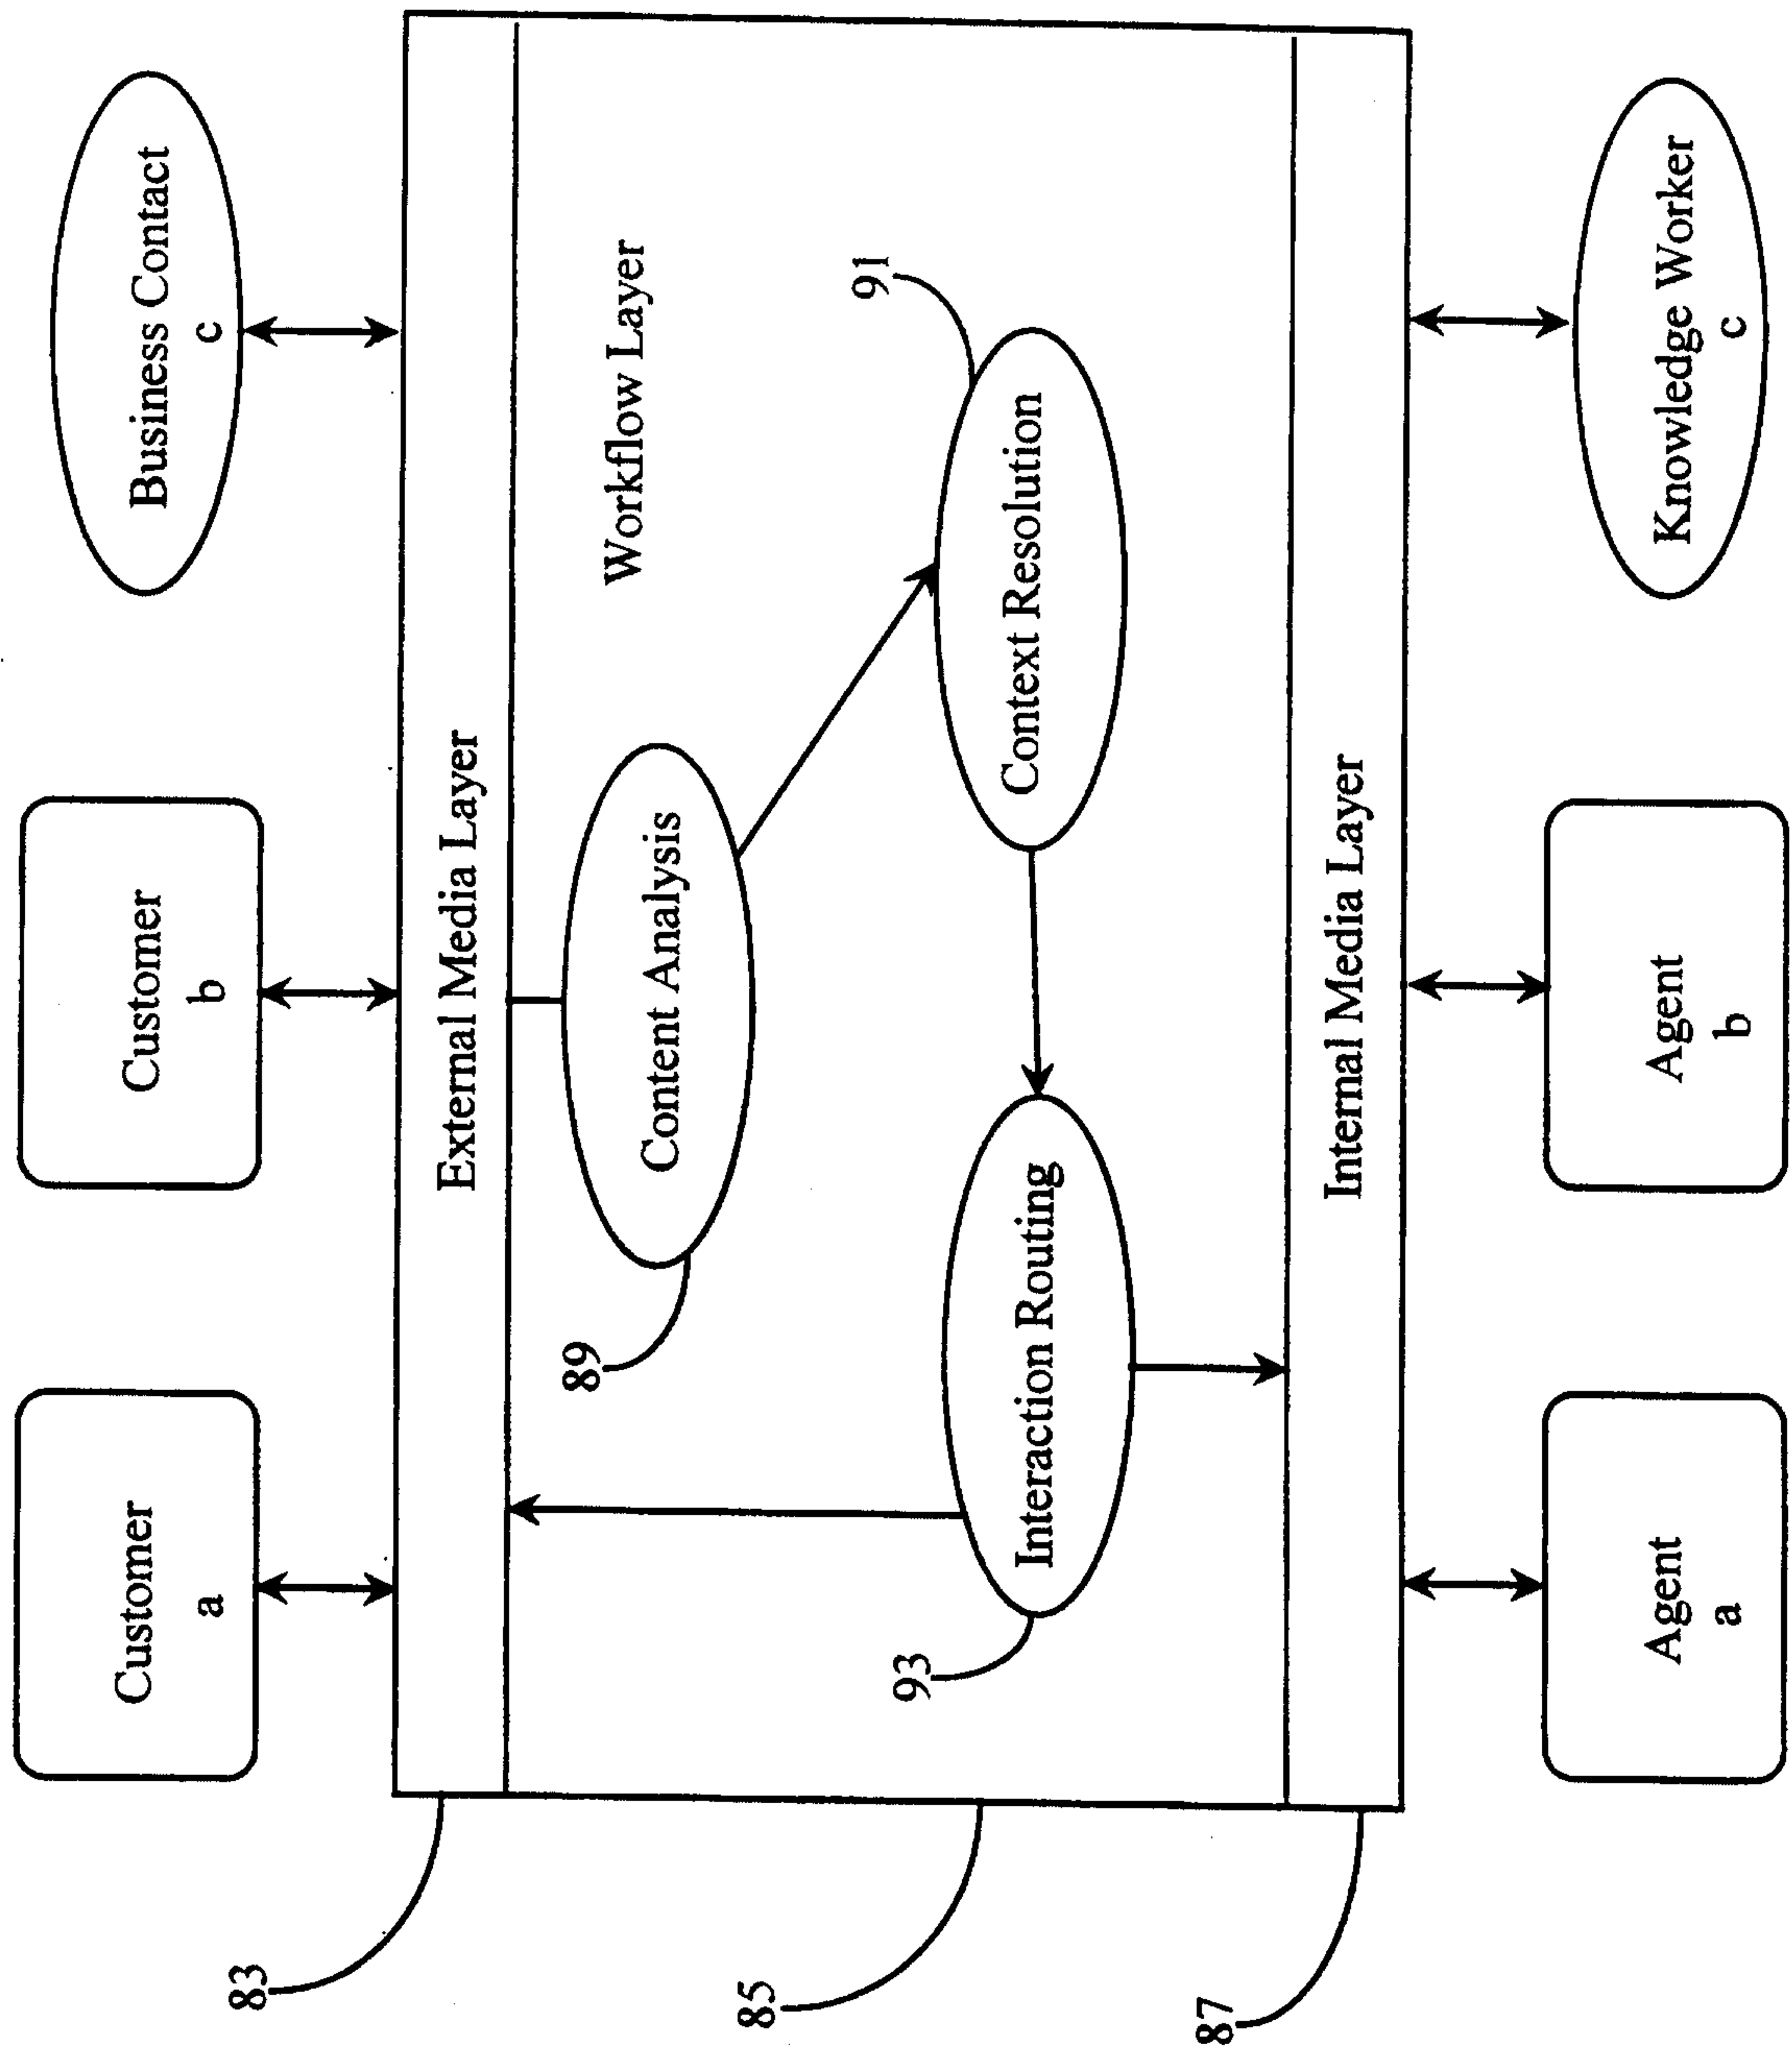 Customer
a
Customer
b
Business Contact
c
83
External Media Layer
Workflow Layer
89
Content Analysis
91
Context Resolution
93
Interaction Routing
85
Internal Media Layer
87
Agent
a
Agent
b
Knowledge Worker
c